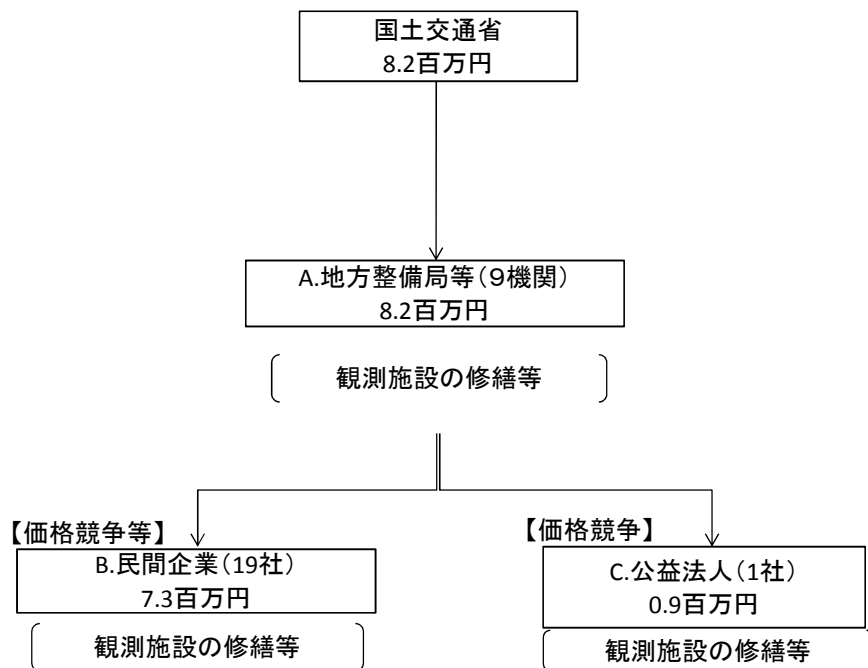 国土交通省
8.2百万円
A.地方整備局等（９機関）
8.2百万円
観測施設の修繕等
【価格競争等】
B.民間企業（19社）
7.3百万円
観測施設の修繕等
【価格競争】
C.公益法人（1社）
0.9百万円
観測施設の修繕等